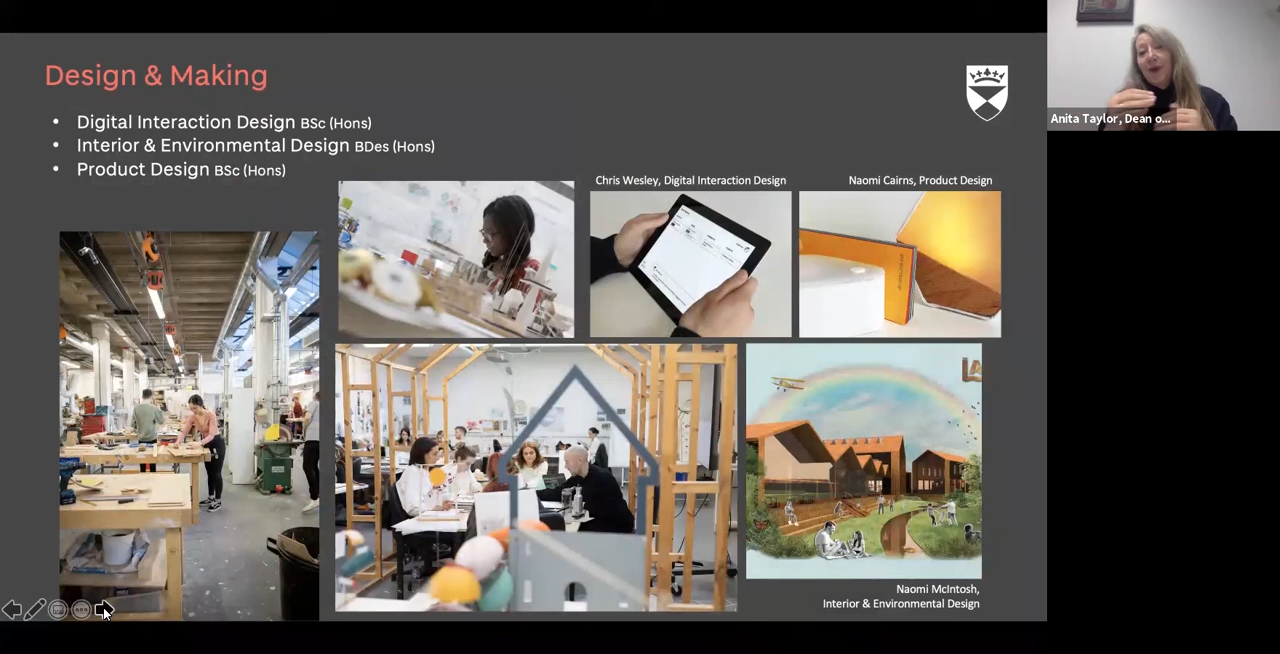 Design & Making
• Digital Interaction Design BSc (Hons)
• Interior & Environmental Design BDes (Hons)
• Product Design BSc (Hons)
Chris Wesley, Digital Interaction Design
Naomi Cairns, Product Design
Naomi McIntosh,
Interior & Environmental Design
Anita Taylor, Dean o...